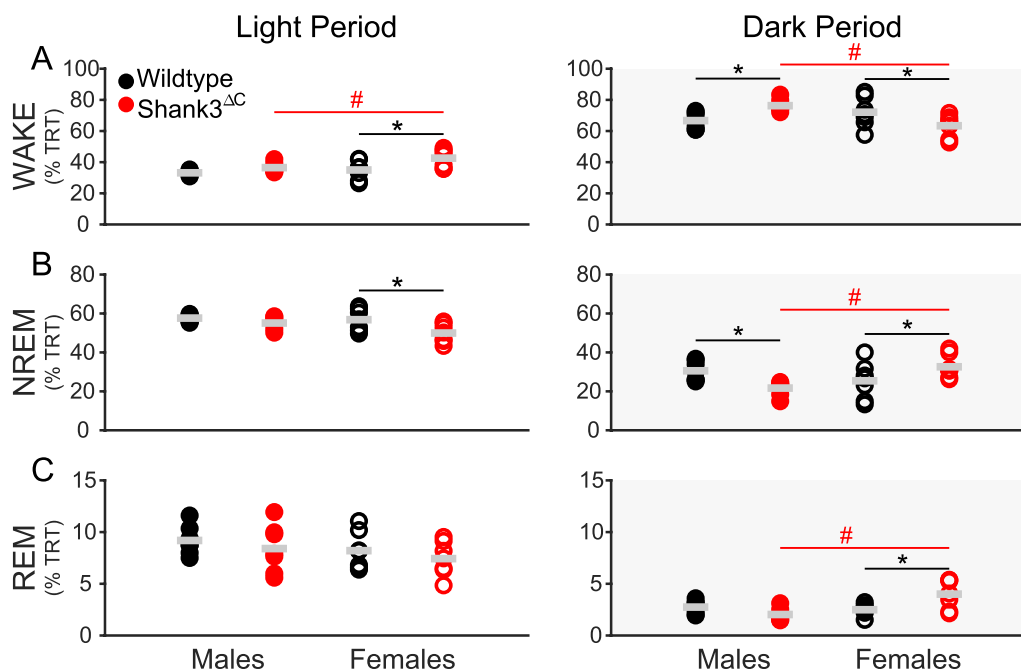 Light Period
Dark Period
A
WAKE
(% TRT)
100
80
60
40
20
0
Wildtype
Shank3ΔC
#
*
100
80
60
40
20
0
*
#
*
B
NREM
(% TRT)
80
60
40
20
0
*
80
60
40
20
0
*
#
*
C
REM
(% TRT)
15
10
5
0
15
10
5
0
#
*
Males
Females
Males
Females